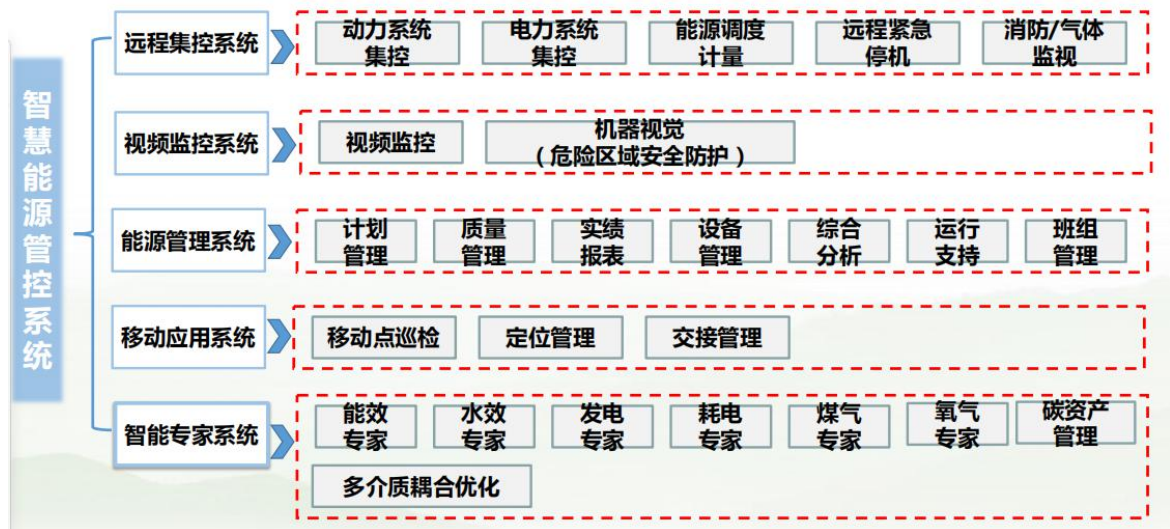 智慧能源管控系统
远程集控系统
动力系统
集控
电力系统
集控
能源调度
计量
远程紧急
停机
消防/气体
监视
视频监控系统
视频监控
机器视觉
（危险区域安全防护）
能源管理系统
计划
管理
质量
管理
实绩
报表
设备
管理
综合
分析
运行
支持
班组
管理
移动应用系统
移动点巡检
定位管理
交接管理
智能专家系统
能效
专家
水效
专家
发电
专家
耗电
专家
煤气
专家
氧气
专家
碳资产
管理
多介质耦合优化